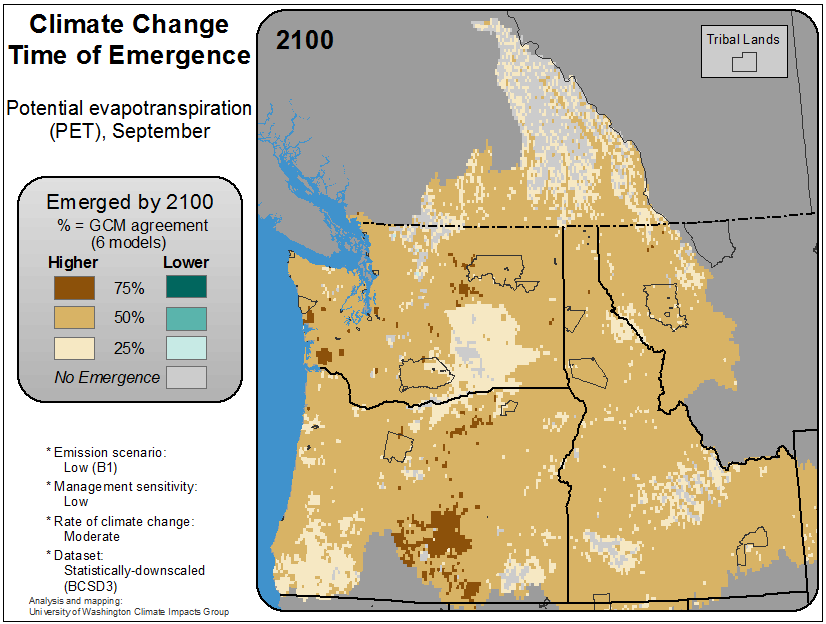 Climate Change
Time of Emergence
Potential evapotranspiration
(PET), September
Emerged by 2100
% = GCM agreement
(6 models)
Higher Lower
75%
50%
25%
No Emergence
* Emission scenario:
Low (B1)
* Management sensitivity:
Low
* Rate of climate change:
Moderate
* Dataset:
Statistically-downscaled
(BCSD3)
Analysis and mapping:
University of Washington Climate Impacts Group
2100
Tribal Lands